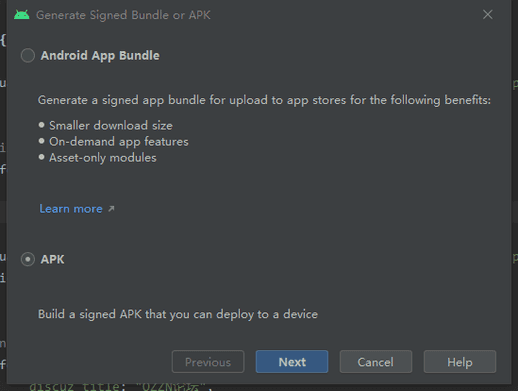 Generate Signed Bundle or APK
Android App Bundle
Generate a signed app bundle for upload to app stores for the following benefits:
• Smaller download size
• On-demand app features
• Asset-only modules
Learn more ↗
APK
Build a signed APK that you can deploy to a device
Previous
Next
Cancel
Help
discuz_title: "QZZN论坛",